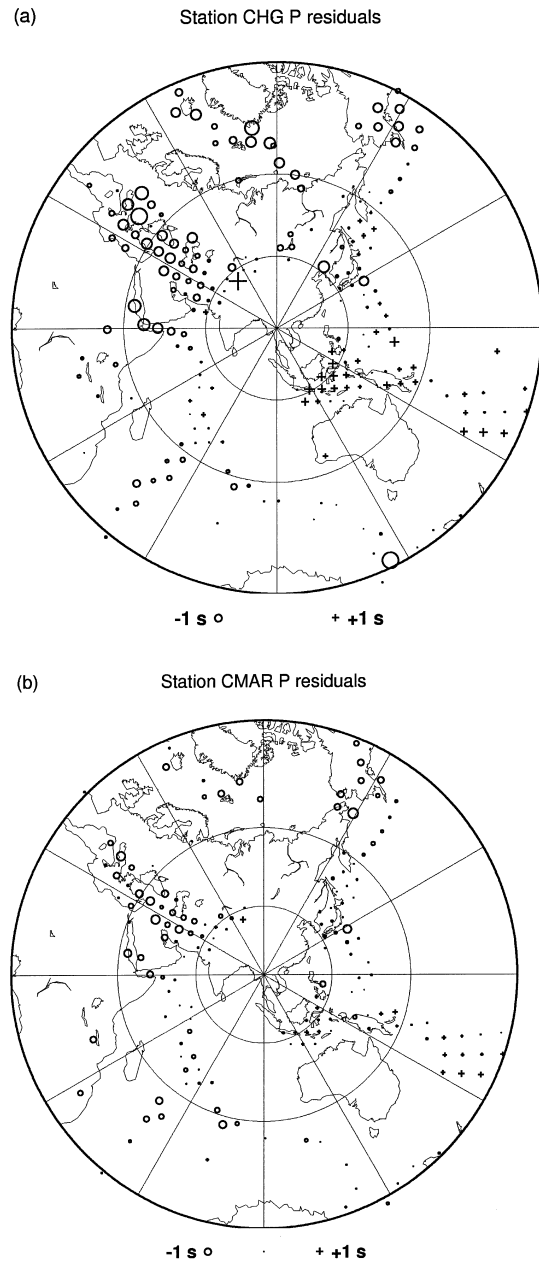 (a)
Station CHG P residuals
-1 s +1 s
(b)
Station CMAR P residuals
-1 s +1 s